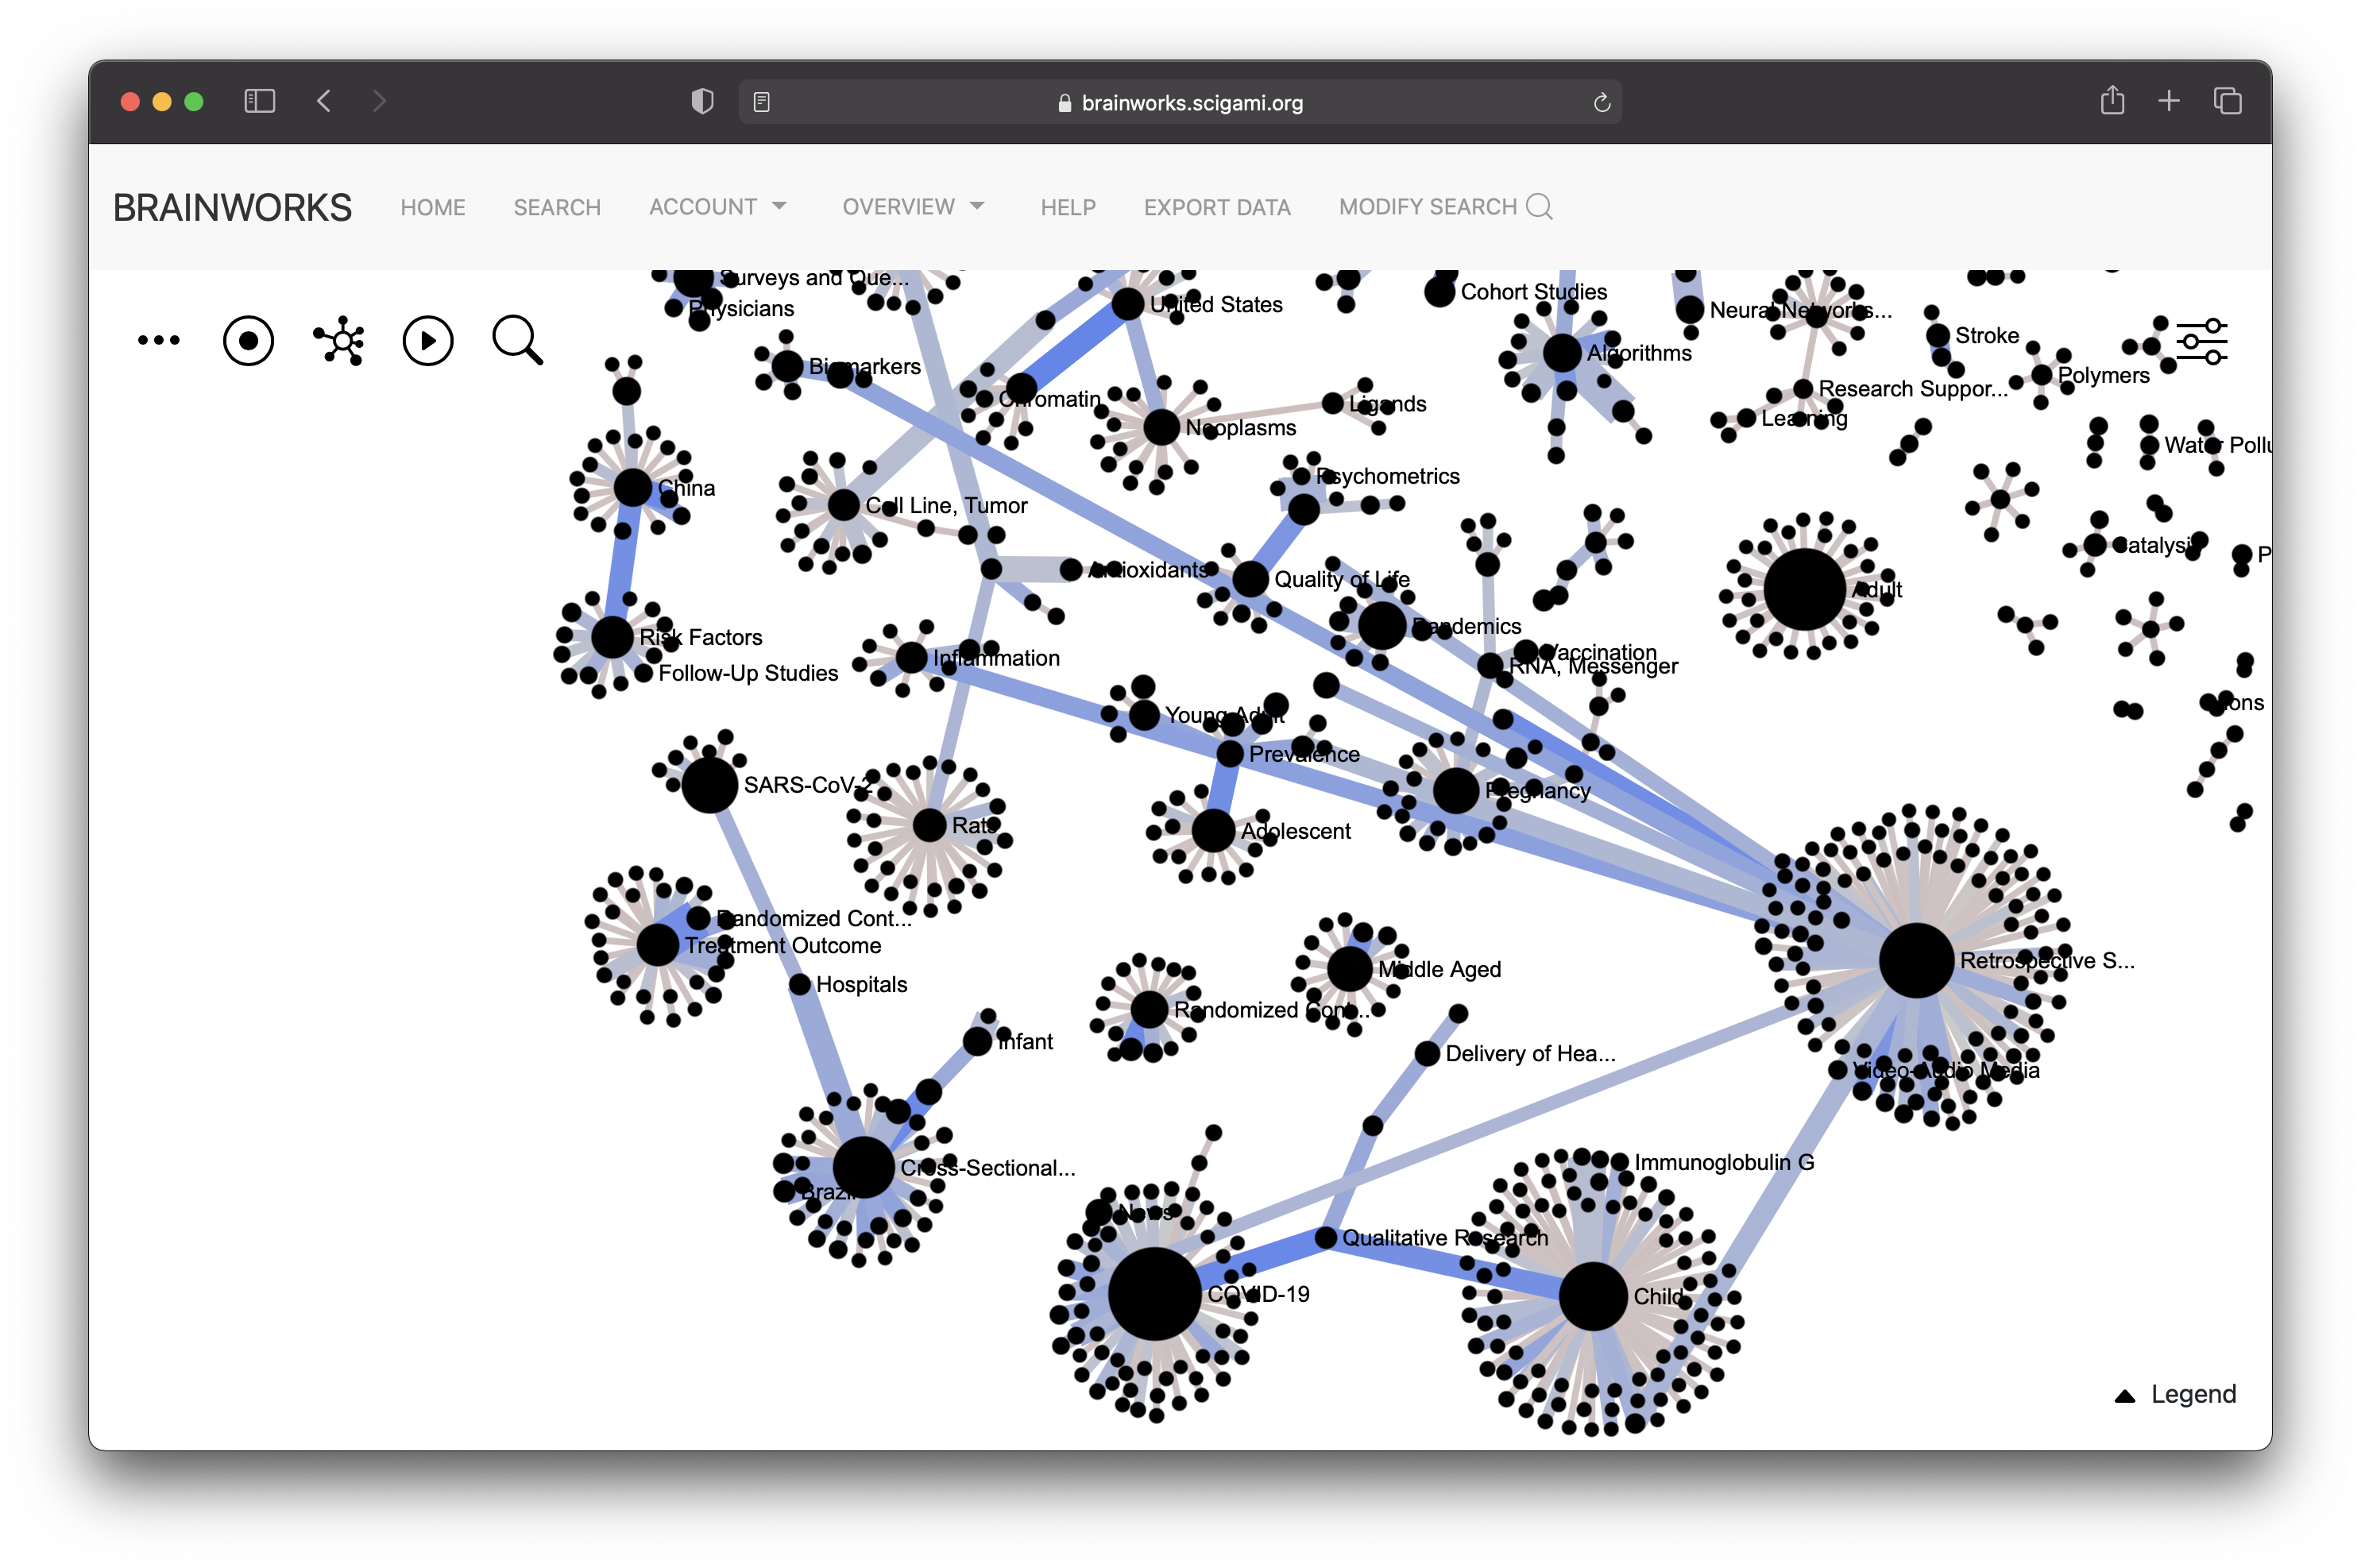 brainworks.scigami.org
BRAINWORKS HOME SEARCH ACCOUNT OVERVIEW HELP EXPORT DATA MODIFY SEARCH
Surveys and Que...
Physicians
United States
Cohort Studies
Neural Networks...
Stroke
Biomarkers
Algorithms
Polymers
Chromatin
Ligands
Research Suppor...
Learning
Neoplasms
Water Pollu
Psychometrics
China
Cell Line, Tumor
Catalysi
P
Antioxidants
Quality of Life
Adult
Pandemics
Risk Factors
Inflammation
Vaccination
RNA, Messenger
Follow-Up Studies
Young Adult
Prevalence
SARS-CoV-2
Pregnancy
Rats
Adolescent
Randomized Cont...
Treatment Outcome
Retrospective S...
Middle Aged
Hospitals
Randomized Cont...
Infant
Delivery of Hea...
Video-Audio Media
Immunoglobulin G
Cross-Sectional...
Brazil
News
Qualitative Research
COVID-19
Child
Legend